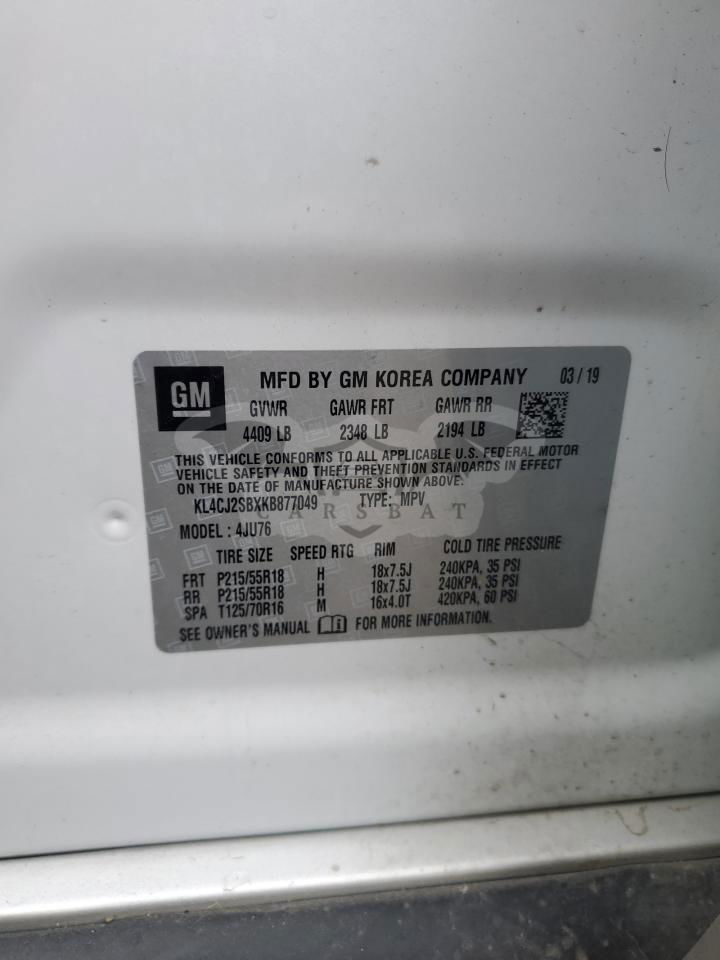 GM
MFD BY GM KOREA COMPANY 03 / 19
GVWR GAWR FRT GAWR RR
4409 LB 2348 LB 2194 LB
THIS VEHICLE CONFORMS TO ALL APPLICABLE U.S. FEDERAL MOTOR
VEHICLE SAFETY AND THEFT PREVENTION STANDARDS IN EFFECT
ON THE DATE OF MANUFACTURE SHOWN ABOVE:
KL4CJ2SBXKB877049 TYPE: MPV
CARSBAT
MODEL : 4JU76
TIRE SIZE SPEED RTG RIM COLD TIRE PRESSURE
FRT P215/55R18 H 18x7.5J 240KPA, 35 PSI
RR P215/55R18 H 18x7.5J 240KPA, 35 PSI
SPA T125/70R16 M 16x4.0T 420KPA, 60 PSI
SEE OWNER'S MANUAL FOR MORE INFORMATION.